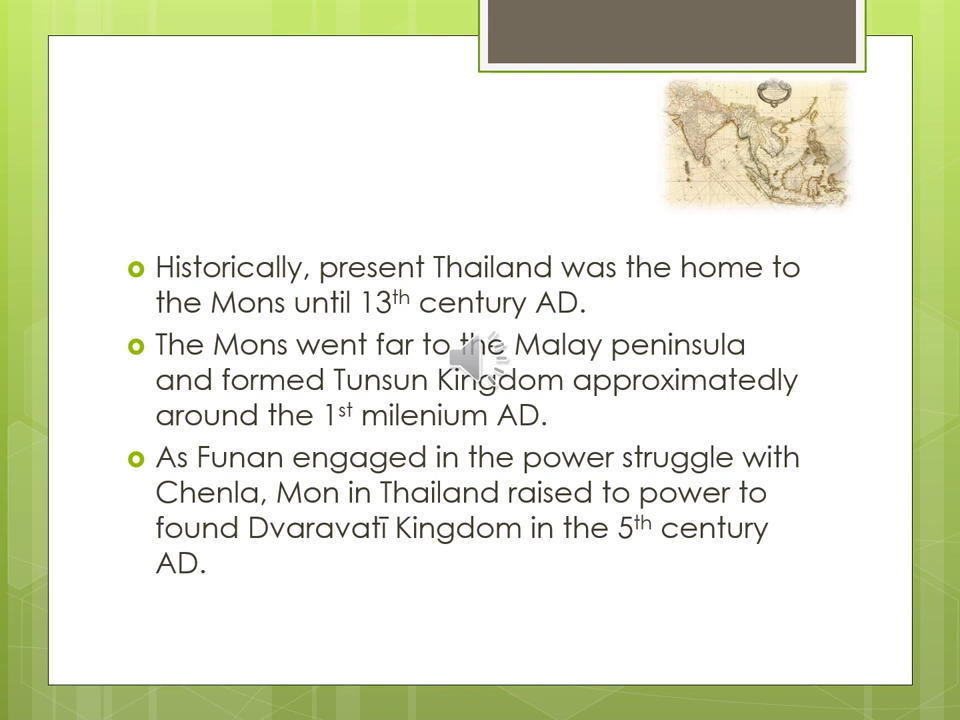 Historically, present Thailand was the home to
the Mons until 13th century AD.
The Mons went far to the Malay peninsula
and formed Tunsun Kingdom approximatedly
around the 1st milenium AD.
As Funan engaged in the power struggle with
Chenla, Mon in Thailand raised to power to
found Dvaravatī Kingdom in the 5th century
AD.